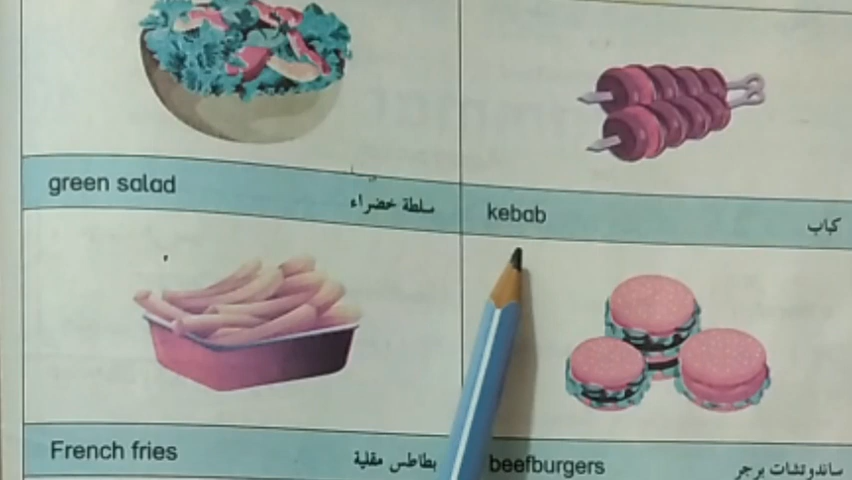 green salad سلطة خضراء
kebab كباب
French fries بطاطس مقلية
beefburgers ساندوتشات برجر